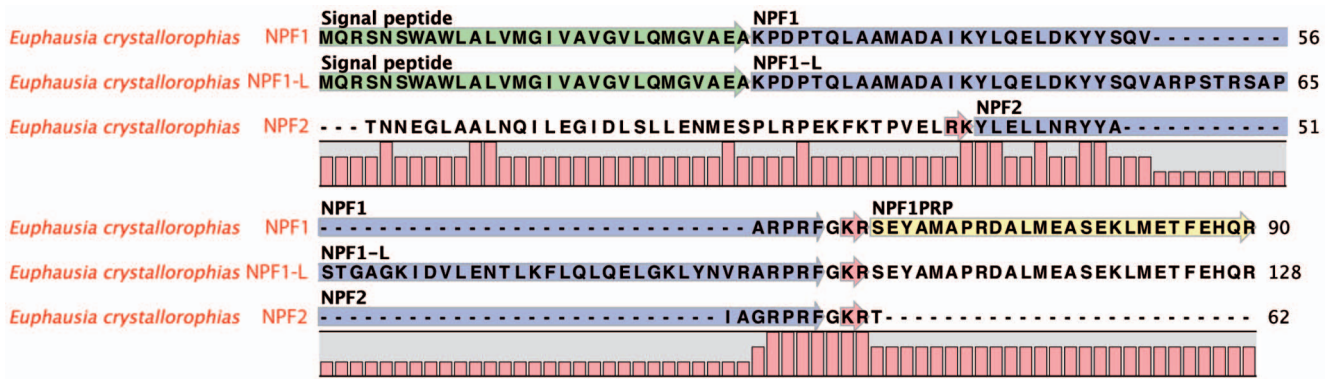 Signal peptide NPF1
Euphausia crystallorophias NPF1 MQRSNSWAWLALVMGIVAVGVLQMGVAEAKPDPTQLAAMADAIKYLQELDKYYSQV--------- 56
Signal peptide NPF1-L
Euphausia crystallorophias NPF1-L MQRSNSWAWLALVMGIVAVGVLQMGVAEAKPDPTQLAAMADAIKYLQELDKYYSQVARPSTRSAP 65
NPF2
Euphausia crystallorophias NPF2 ---TNNEGLAALNQILEGIDLSLLENMESPLRPEKFKTPVELRKYLELLNRYYA----------- 51
NPF1 NPF1PRP
Euphausia crystallorophias NPF1 -----------------------------ARPRFGKRSEYAMAPRDALMEASEKLMETFEHQR 90
NPF1-L
Euphausia crystallorophias NPF1-L STGAGKIDVLENTLKFLQLQELGKLYNVRARPRFGKRSEYAMAPRDALMEASEKLMETFEHQR 128
NPF2
Euphausia crystallorophias NPF2 ---------------------------IAGRPRFGKRT------------------------- 62